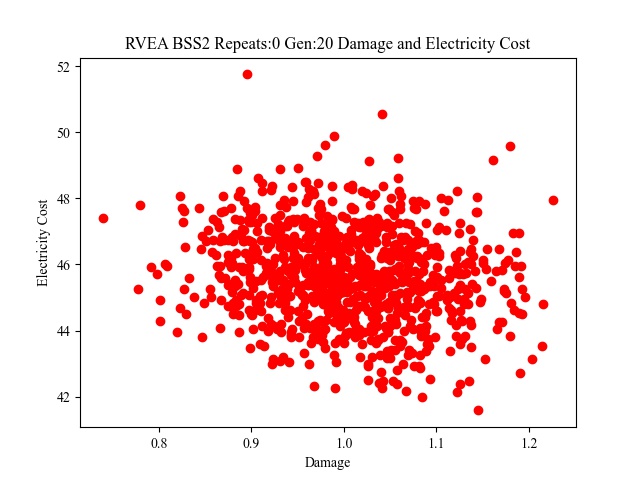 RVEA BSS2 Repeats:0 Gen:20 Damage and Electricity Cost
52
50
48
46
44
42
Electricity Cost
0.8 0.9 1.0 1.1 1.2
Damage